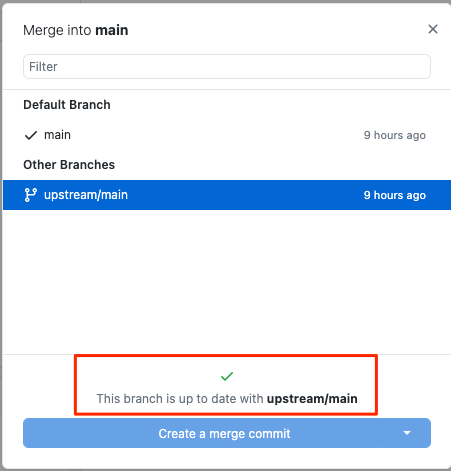 Merge into main
Filter
Default Branch
main 9 hours ago
Other Branches
upstream/main 9 hours ago
This branch is up to date with upstream/main
Create a merge commit